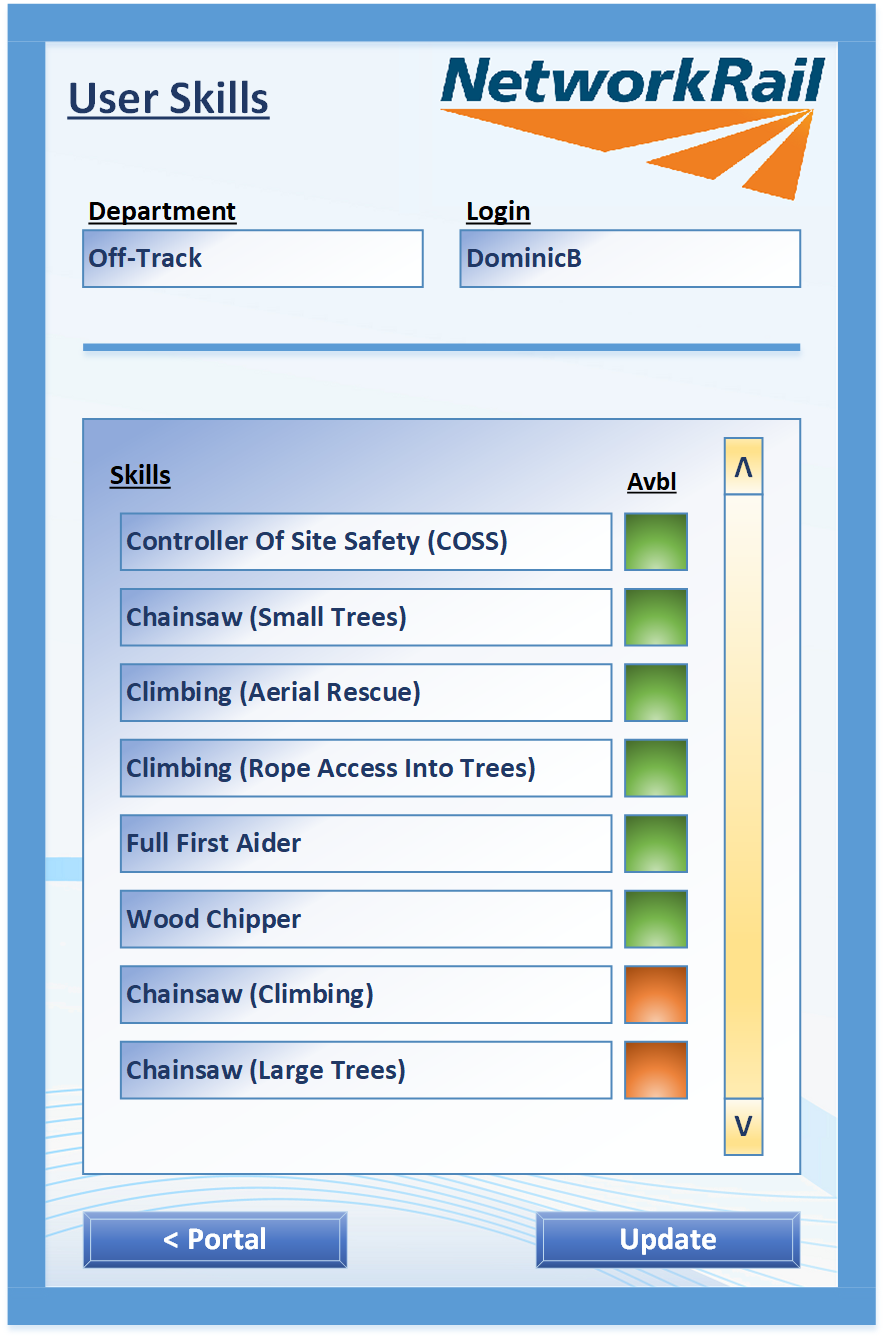 User Skills
NetworkRail
Department
Login
Off-Track
DominicB
Skills
Avbl
Controller Of Site Safety (COSS)
Chainsaw (Small Trees)
Climbing (Aerial Rescue)
Climbing (Rope Access Into Trees)
Full First Aider
Wood Chipper
Chainsaw (Climbing)
Chainsaw (Large Trees)
< Portal
Update